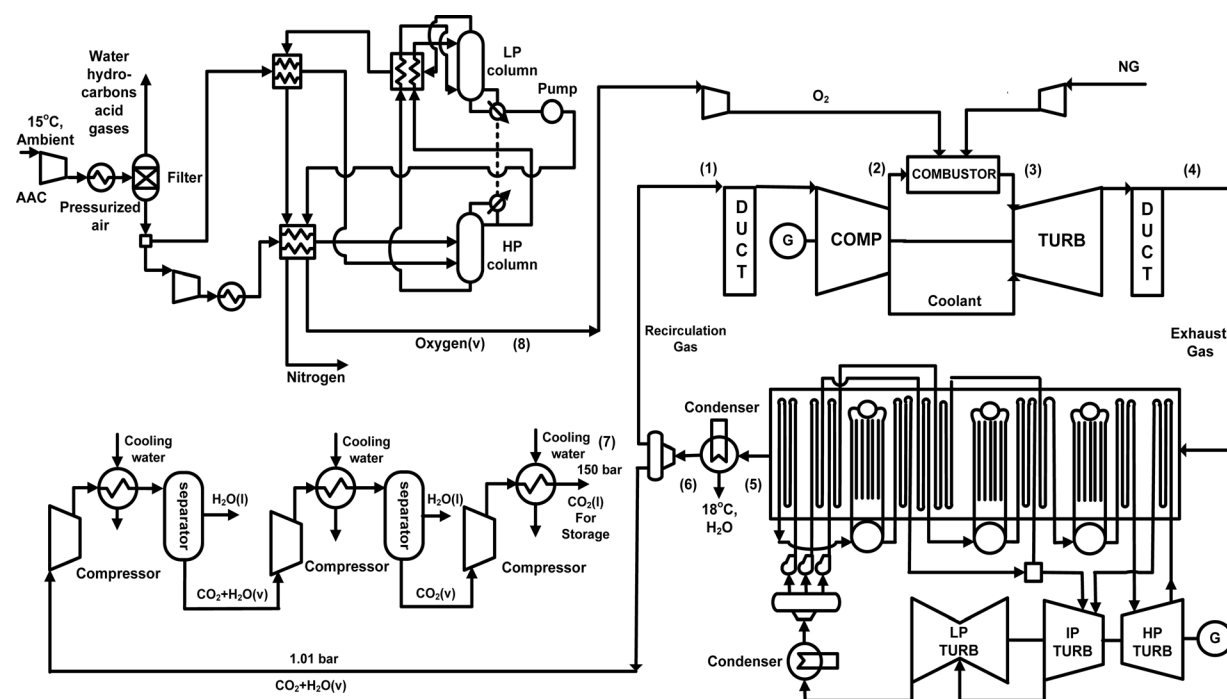 Water
hydro-
carbons
acid
gases
15°C,
Ambient
AAC
Pressurized
air
Filter
LP
column
Pump
HP
column
Oxygen(v) (8)
Nitrogen
O₂
NG
(1)
(2)
COMBUSTOR
(3)
(4)
DUCT
G
COMP
TURB
DUCT
Coolant
Recirculation
Gas
Exhaust
Gas
Condenser
(6)
(5)
18°C,
H₂O
Cooling
water
separator
H₂O(l)
Compressor
CO₂+H₂O(v)
Cooling
water
separator
H₂O(l)
Compressor
CO₂(v)
Cooling (7)
water
150 bar
CO₂(l)
For
Storage
Compressor
1.01 bar
CO₂+H₂O(v)
Condenser
LP
TURB
IP
TURB
HP
TURB
G